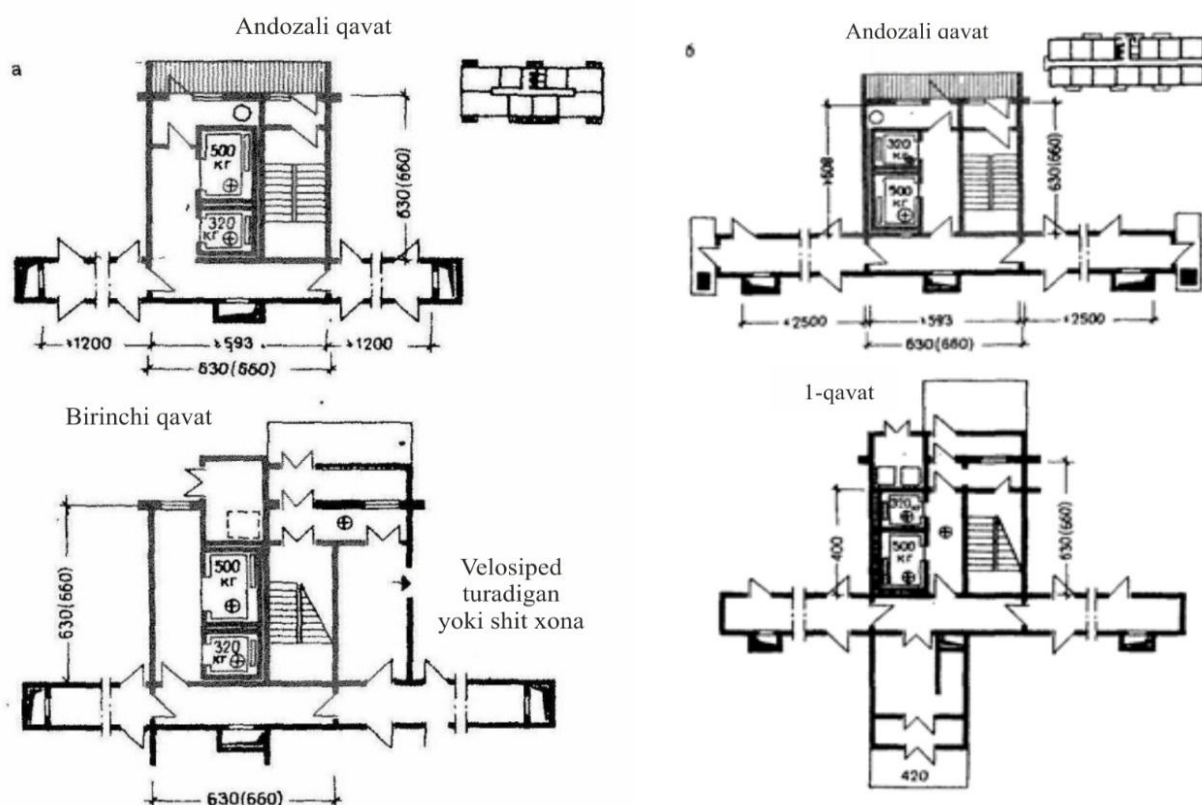 Andozali qavat
а
500
кг
320
кг
630(660)
1200
593
1200
630(660)
Andozali qavat
б
320
кг
500
кг
630(660)
2500
593
2500
630(660)
Birinchi qavat
500
кг
320
кг
630(660)
630(660)
Velosiped
turadigan
yoki shit xona
1-qavat
320
кг
500
кг
400
630(660)
420